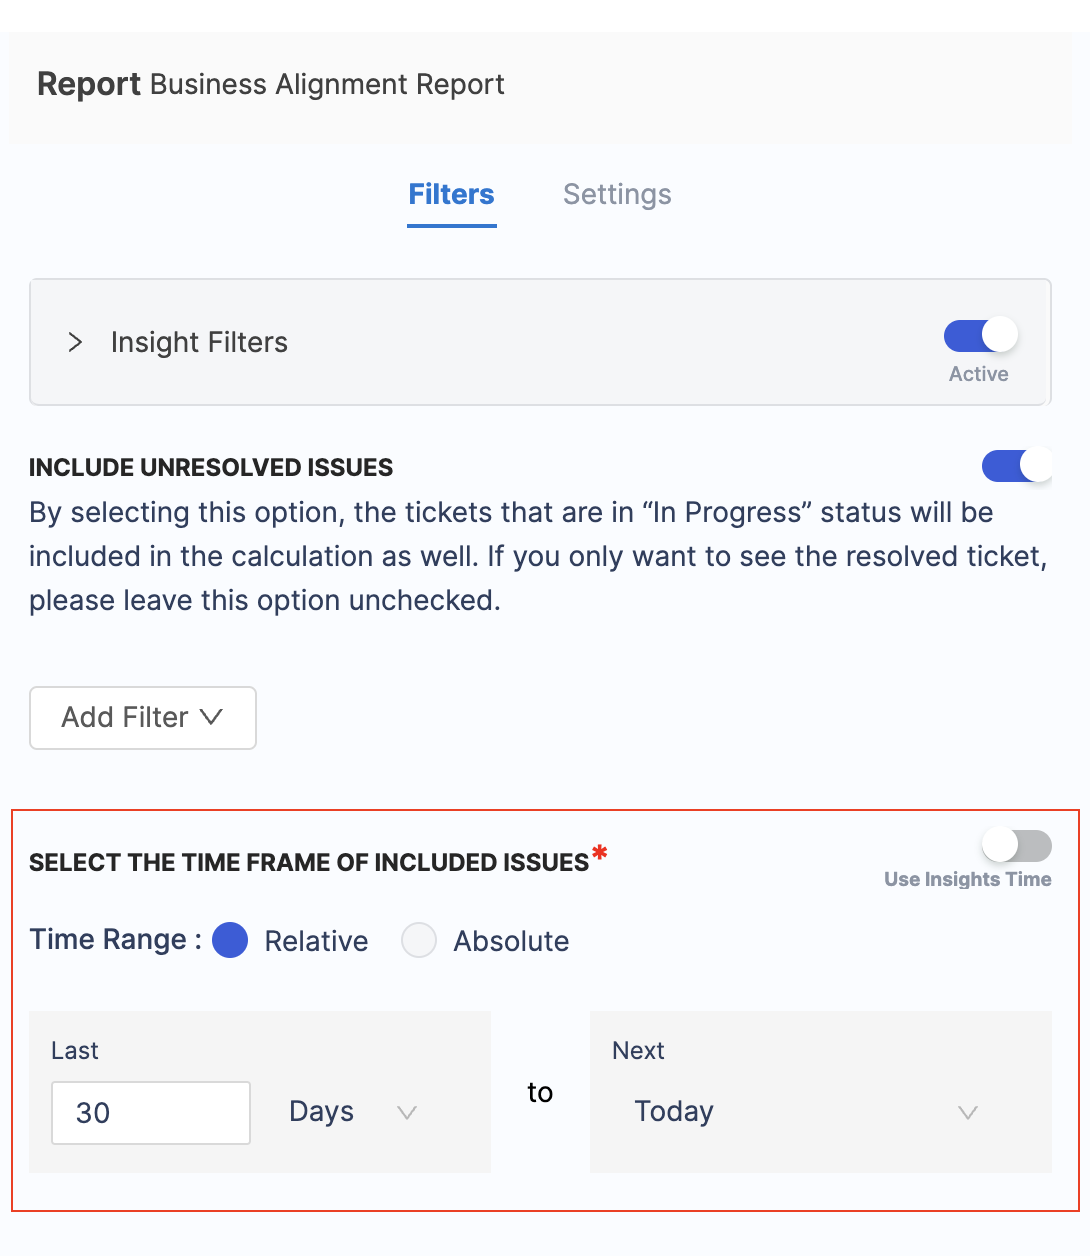 Report Business Alignment Report
Filters Settings
Insight Filters
Active
INCLUDE UNRESOLVED ISSUES
By selecting this option, the tickets that are in “In Progress” status will be
included in the calculation as well. If you only want to see the resolved ticket,
please leave this option unchecked.
Add Filter
SELECT THE TIME FRAME OF INCLUDED ISSUES*
Use Insights Time
Time Range : Relative Absolute
Last
30 Days
to
Next
Today